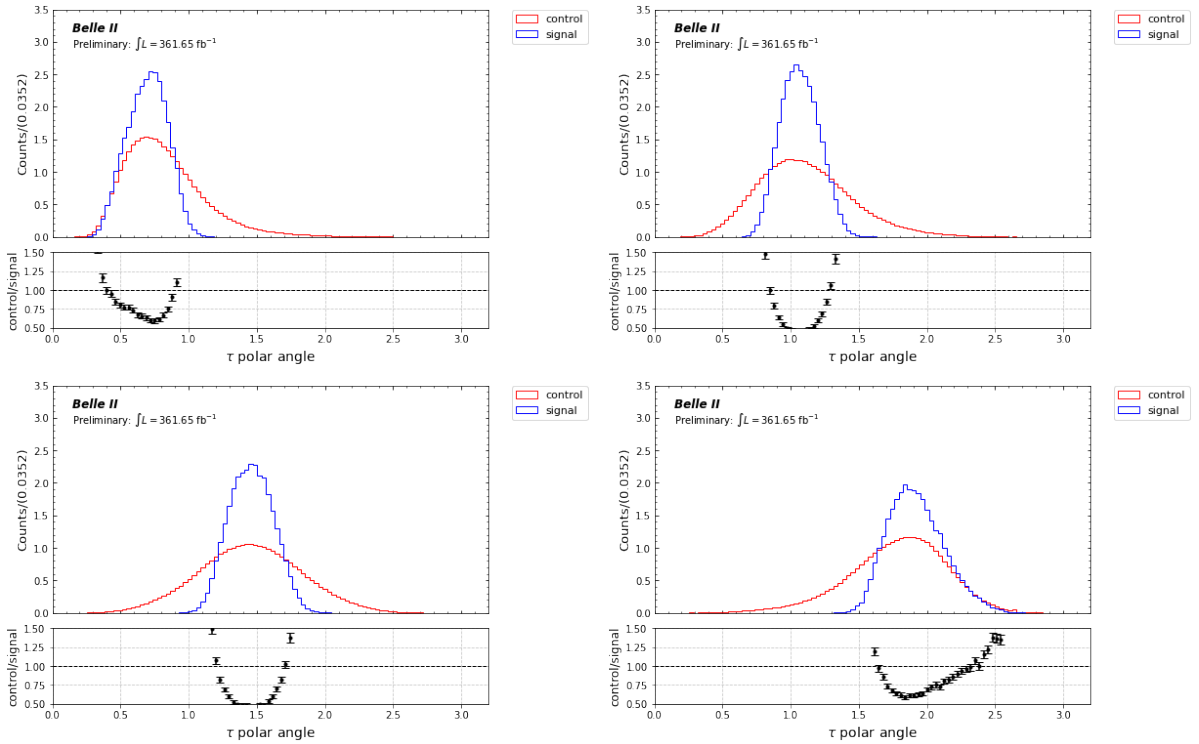 3.5
3.0
2.5
2.0
1.5
1.0
0.5
0.0
Counts/(0.0352)
Belle II
Preliminary: ∫L = 361.65 fb⁻¹
control
signal
1.50
1.25
1.00
0.75
0.50
control/signal
0.0 0.5 1.0 1.5 2.0 2.5 3.0
τ polar angle
3.5
3.0
2.5
2.0
1.5
1.0
0.5
0.0
Counts/(0.0352)
Belle II
Preliminary: ∫L = 361.65 fb⁻¹
control
signal
1.50
1.25
1.00
0.75
0.50
control/signal
0.0 0.5 1.0 1.5 2.0 2.5 3.0
τ polar angle
3.5
3.0
2.5
2.0
1.5
1.0
0.5
0.0
Counts/(0.0352)
Belle II
Preliminary: ∫L = 361.65 fb⁻¹
control
signal
1.50
1.25
1.00
0.75
0.50
control/signal
0.0 0.5 1.0 1.5 2.0 2.5 3.0
τ polar angle
3.5
3.0
2.5
2.0
1.5
1.0
0.5
0.0
Counts/(0.0352)
Belle II
Preliminary: ∫L = 361.65 fb⁻¹
control
signal
1.50
1.25
1.00
0.75
0.50
control/signal
0.0 0.5 1.0 1.5 2.0 2.5 3.0
τ polar angle